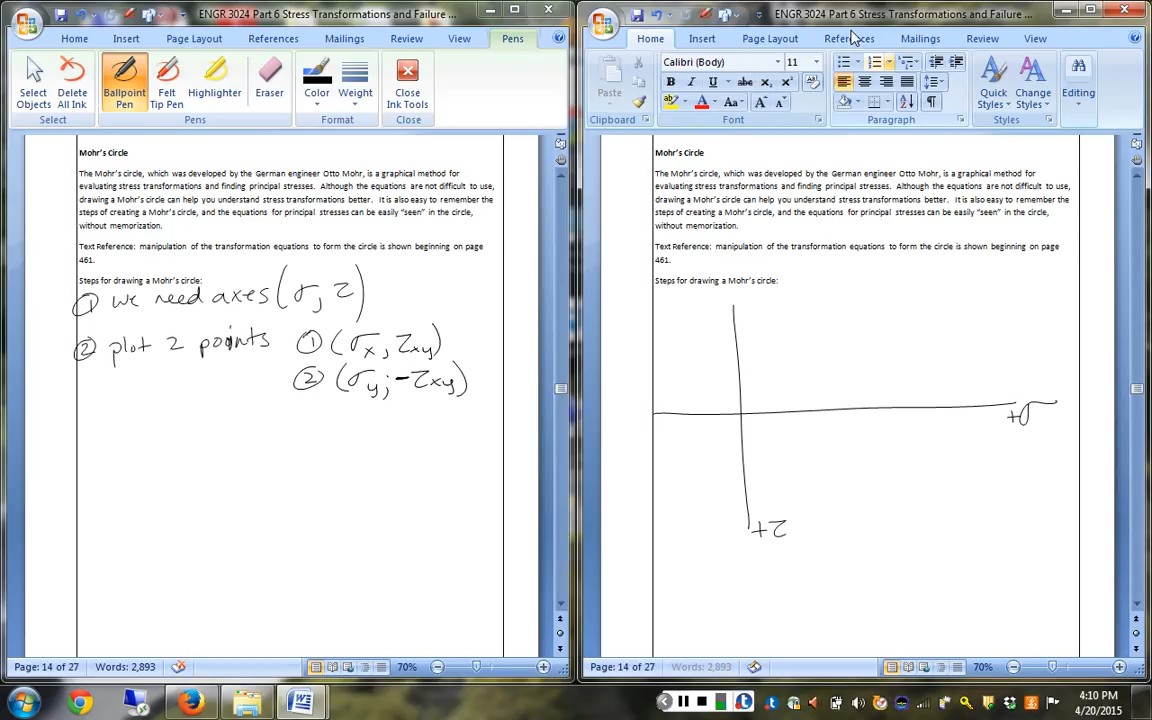 ENGR 3024 Part 6 Stress Transformations and Failure ...
Home Insert Page Layout References Mailings Review View Pens
Select Objects Delete All Ink Ballpoint Pen Felt Tip Pen Highlighter Eraser Color Weight Close Ink Tools
Select Pens Format Close
Mohr's Circle
The Mohr's circle, which was developed by the German engineer Otto Mohr, is a graphical method for
evaluating stress transformations and finding principal stresses. Although the equations are not difficult to use,
drawing a Mohr's circle can help you understand stress transformations better. It is also easy to remember the
steps of creating a Mohr's circle, and the equations for principal stresses can be easily "seen" in the circle,
without memorization.
Text Reference: manipulation of the transformation equations to form the circle is shown beginning on page
461.
Steps for drawing a Mohr's circle:
① we need axes (σ, τ)
② plot 2 points ① (σx, τxy)
② (σy, -τxy)
Page: 14 of 27 Words: 2,893 70%
ENGR 3024 Part 6 Stress Transformations and Failure ...
Home Insert Page Layout References Mailings Review View
Paste Calibri (Body) 11 Quick Styles Change Styles Editing
B I U abc x₂ x² Aa A A
Clipboard Font Paragraph Styles
Mohr's Circle
The Mohr's circle, which was developed by the German engineer Otto Mohr, is a graphical method for
evaluating stress transformations and finding principal stresses. Although the equations are not difficult to use,
drawing a Mohr's circle can help you understand stress transformations better. It is also easy to remember the
steps of creating a Mohr's circle, and the equations for principal stresses can be easily "seen" in the circle,
without memorization.
Text Reference: manipulation of the transformation equations to form the circle is shown beginning on page
461.
Steps for drawing a Mohr's circle:
+σ
+τ
Page: 14 of 27 Words: 2,893 70%
4:10 PM
4/20/2015